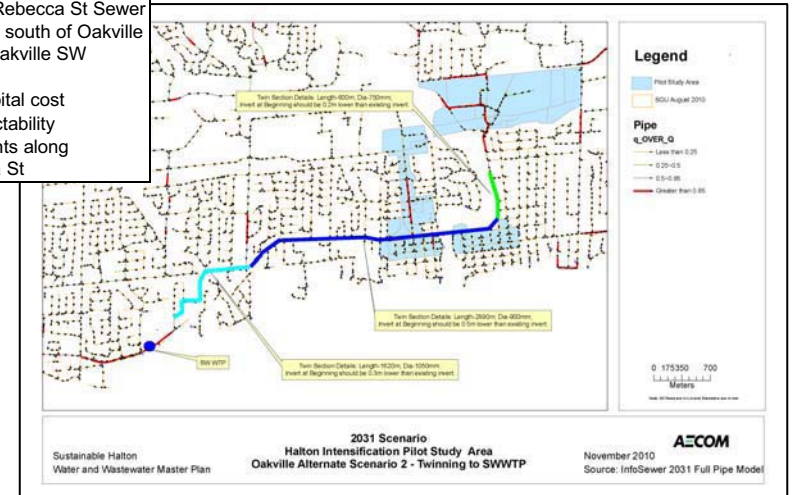 Rebecca St Sewer
south of Oakville
akville SW
ital cost
ctability
nts along
St
Twin Section Details: Length-600m; Dia-750mm;
Invert at Beginning should be 0.2m lower than existing invert
Twin Section Details: Length-2690m; Dia-900mm;
Invert at Beginning should be 0.5m lower than existing invert
SW WTP
Twin Section Details: Length-1620m; Dia-1050mm;
Invert at Beginning should be 0.3m lower than existing invert
Legend
Pilot Study Area
SGU August 2010
Pipe
q_OVER_Q
Less than 0.25
0.25~0.5
0.5~0.85
Greater than 0.85
0 175350 700
Meters
Sustainable Halton
Water and Wastewater Master Plan
2031 Scenario
Halton Intensification Pilot Study Area
Oakville Alternate Scenario 2 - Twinning to SWWTP
AECOM
November 2010
Source: InfoSewer 2031 Full Pipe Model